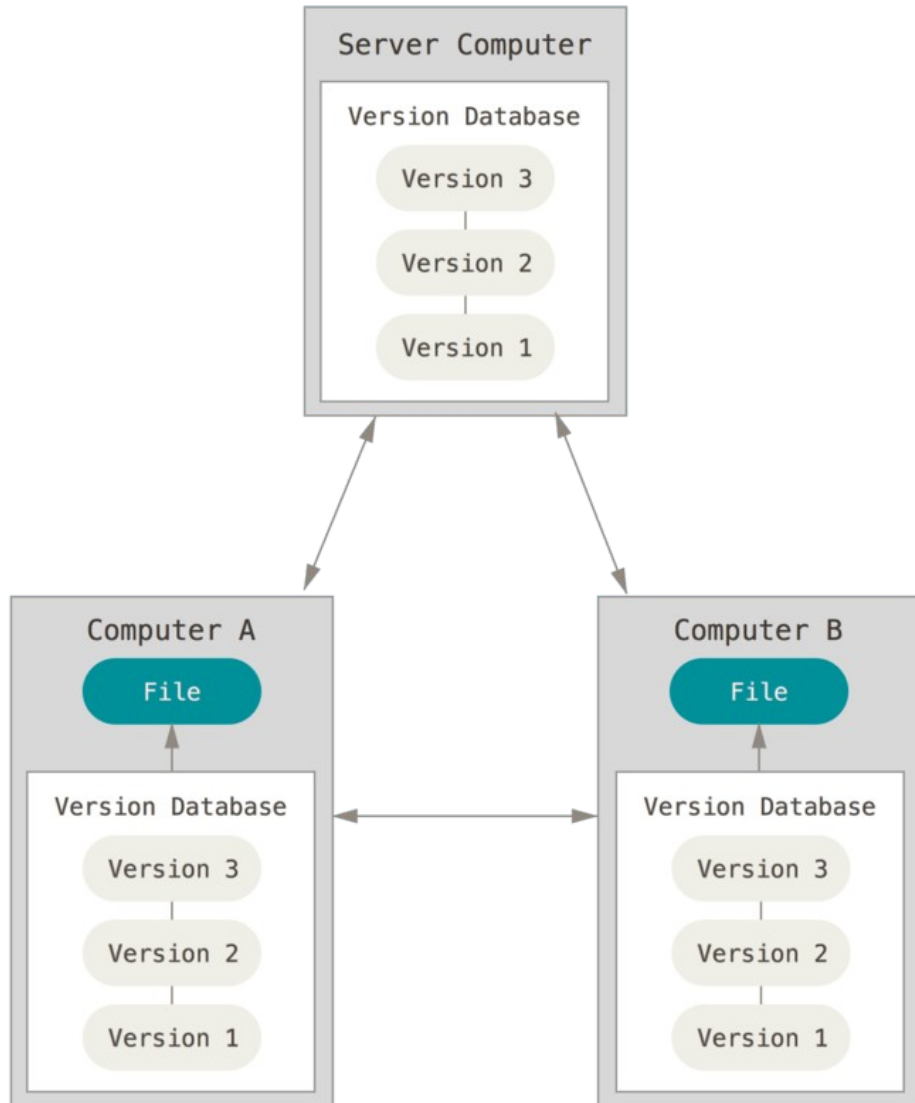 Server Computer
Version Database
Version 3
Version 2
Version 1
Computer A
File
Version Database
Version 3
Version 2
Version 1
Computer B
File
Version Database
Version 3
Version 2
Version 1